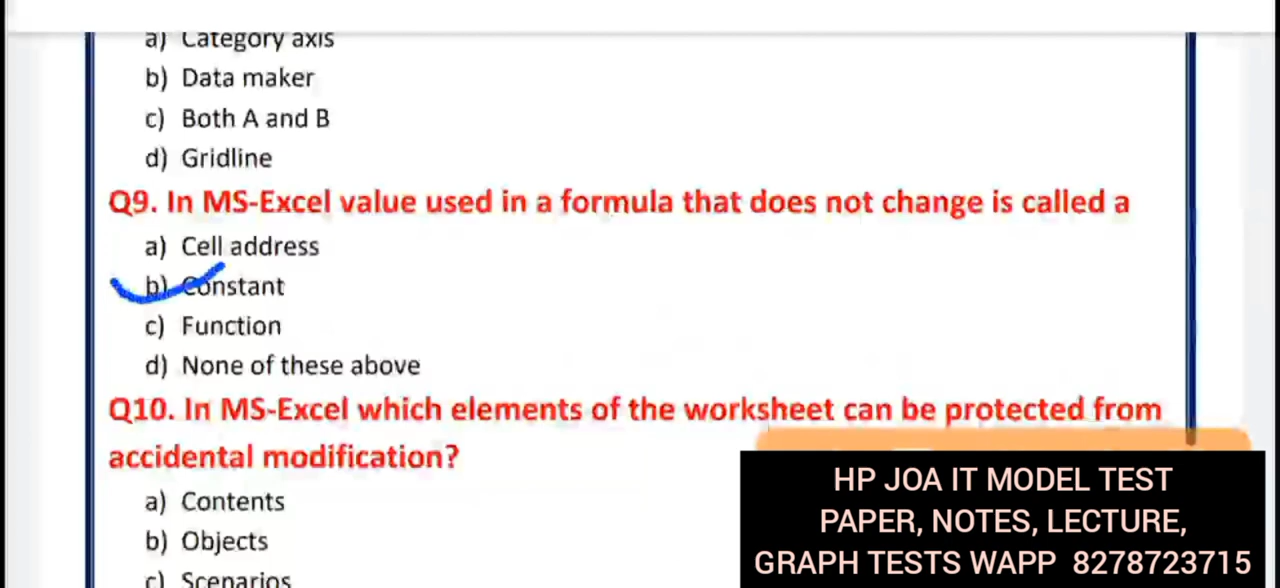 a) Category axis
b) Data maker
c) Both A and B
d) Gridline
Q9. In MS-Excel value used in a formula that does not change is called a
a) Cell address
b) Constant
c) Function
d) None of these above
Q10. In MS-Excel which elements of the worksheet can be protected from
accidental modification?
a) Contents
b) Objects
c) Scenarios
HP JOA IT MODEL TEST
PAPER, NOTES, LECTURE,
GRAPH TESTS WAPP 8278723715